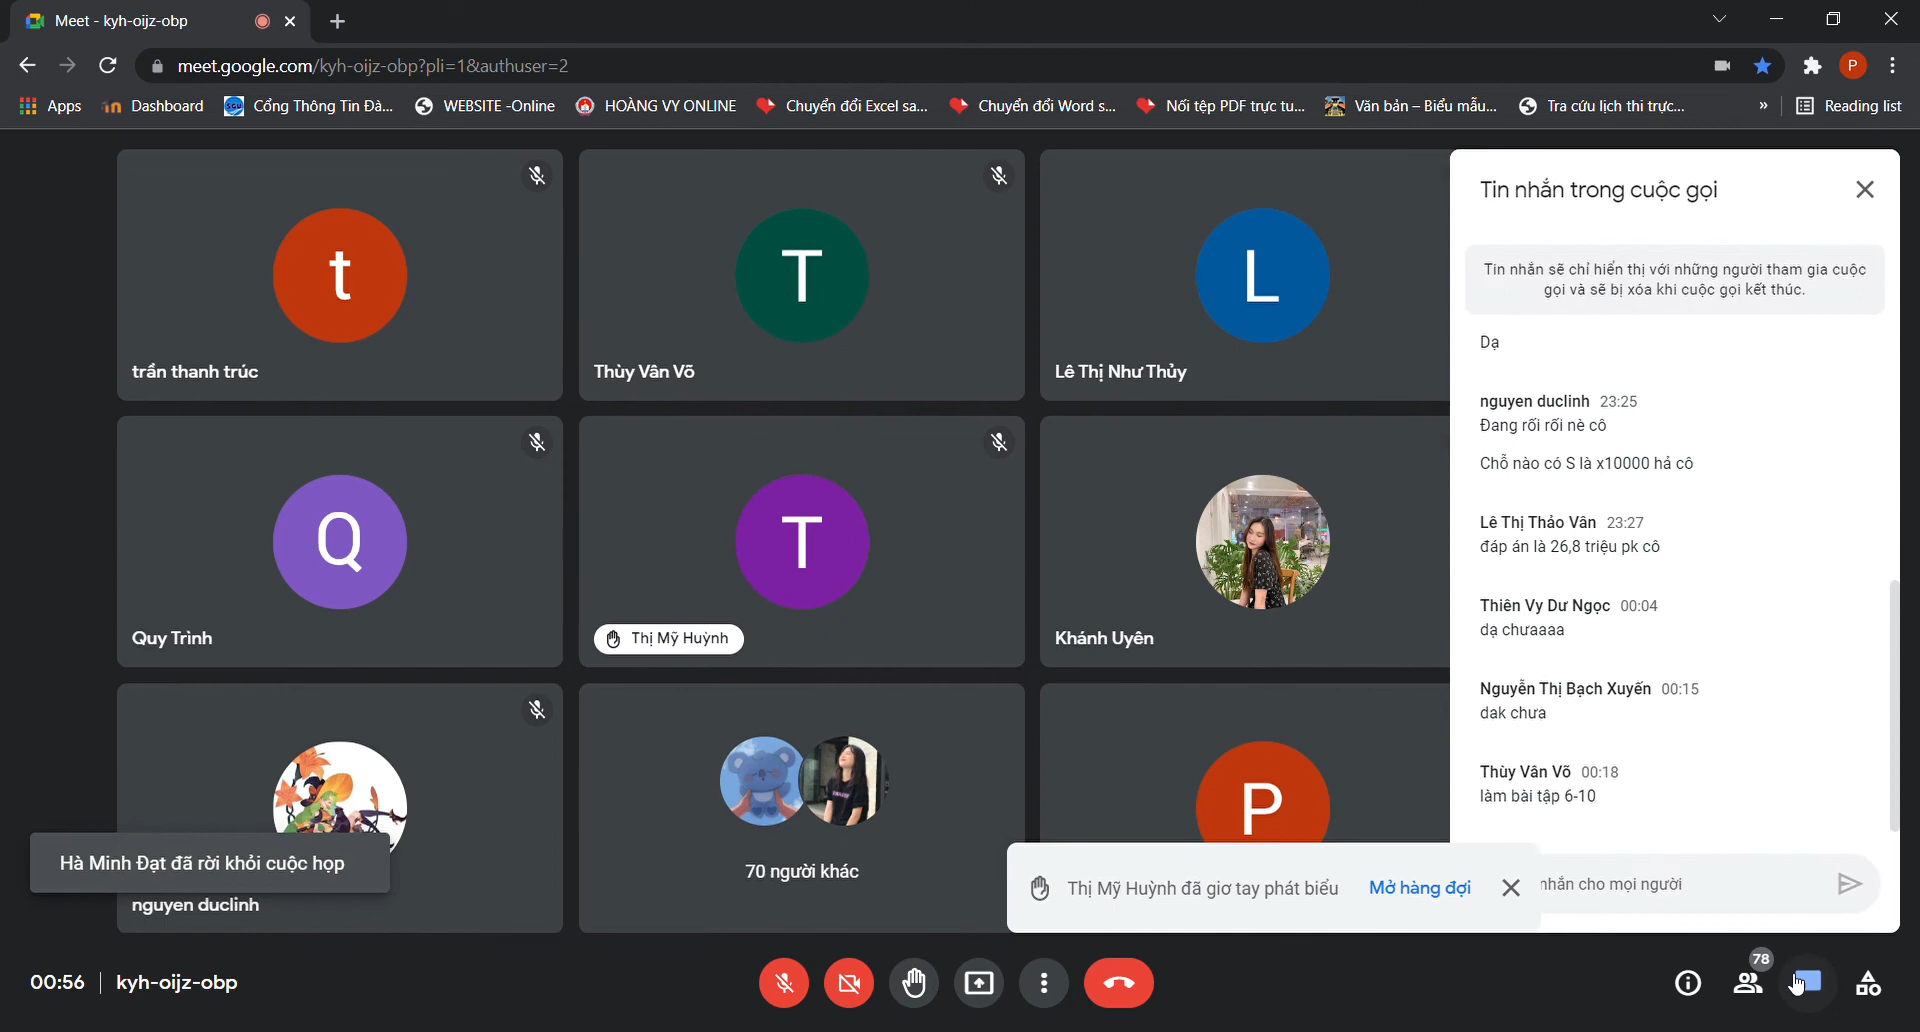 Meet - kyh-oijz-obp
meet.google.com/kyh-oijz-obp?pli=1&authuser=2
P
Apps
Dashboard
SGU
Cổng Thông Tin Đà...
WEBSITE -Online
HOÀNG VY ONLINE
Chuyển đổi Excel sa...
Chuyển đổi Word s...
Nối tệp PDF trực tu...
Văn bản – Biểu mẫu...
Tra cứu lịch thi trực...
»
Reading list
t
trần thanh trúc
T
Thùy Vân Võ
L
Lê Thị Như Thủy
Q
Quy Trình
T
Thị Mỹ Huỳnh
Khánh Uyên
nguyen duclinh
70 người khác
P
Hà Minh Đạt đã rời khỏi cuộc họp
Thị Mỹ Huỳnh đã giơ tay phát biểu
Mở hàng đợi
Tin nhắn trong cuộc gọi
Tin nhắn sẽ chỉ hiển thị với những người tham gia cuộc
gọi và sẽ bị xóa khi cuộc gọi kết thúc.
Dạ
nguyen duclinh 23:25
Đang rối rối nè cô
Chỗ nào có S là x10000 hả cô
Lê Thị Thảo Vân 23:27
đáp án là 26,8 triệu pk cô
Thiên Vy Dư Ngọc 00:04
dạ chưaaaa
Nguyễn Thị Bạch Xuyến 00:15
dak chưa
Thùy Vân Võ 00:18
làm bài tập 6-10
nhắn cho mọi người
00:56
kyh-oijz-obp
78